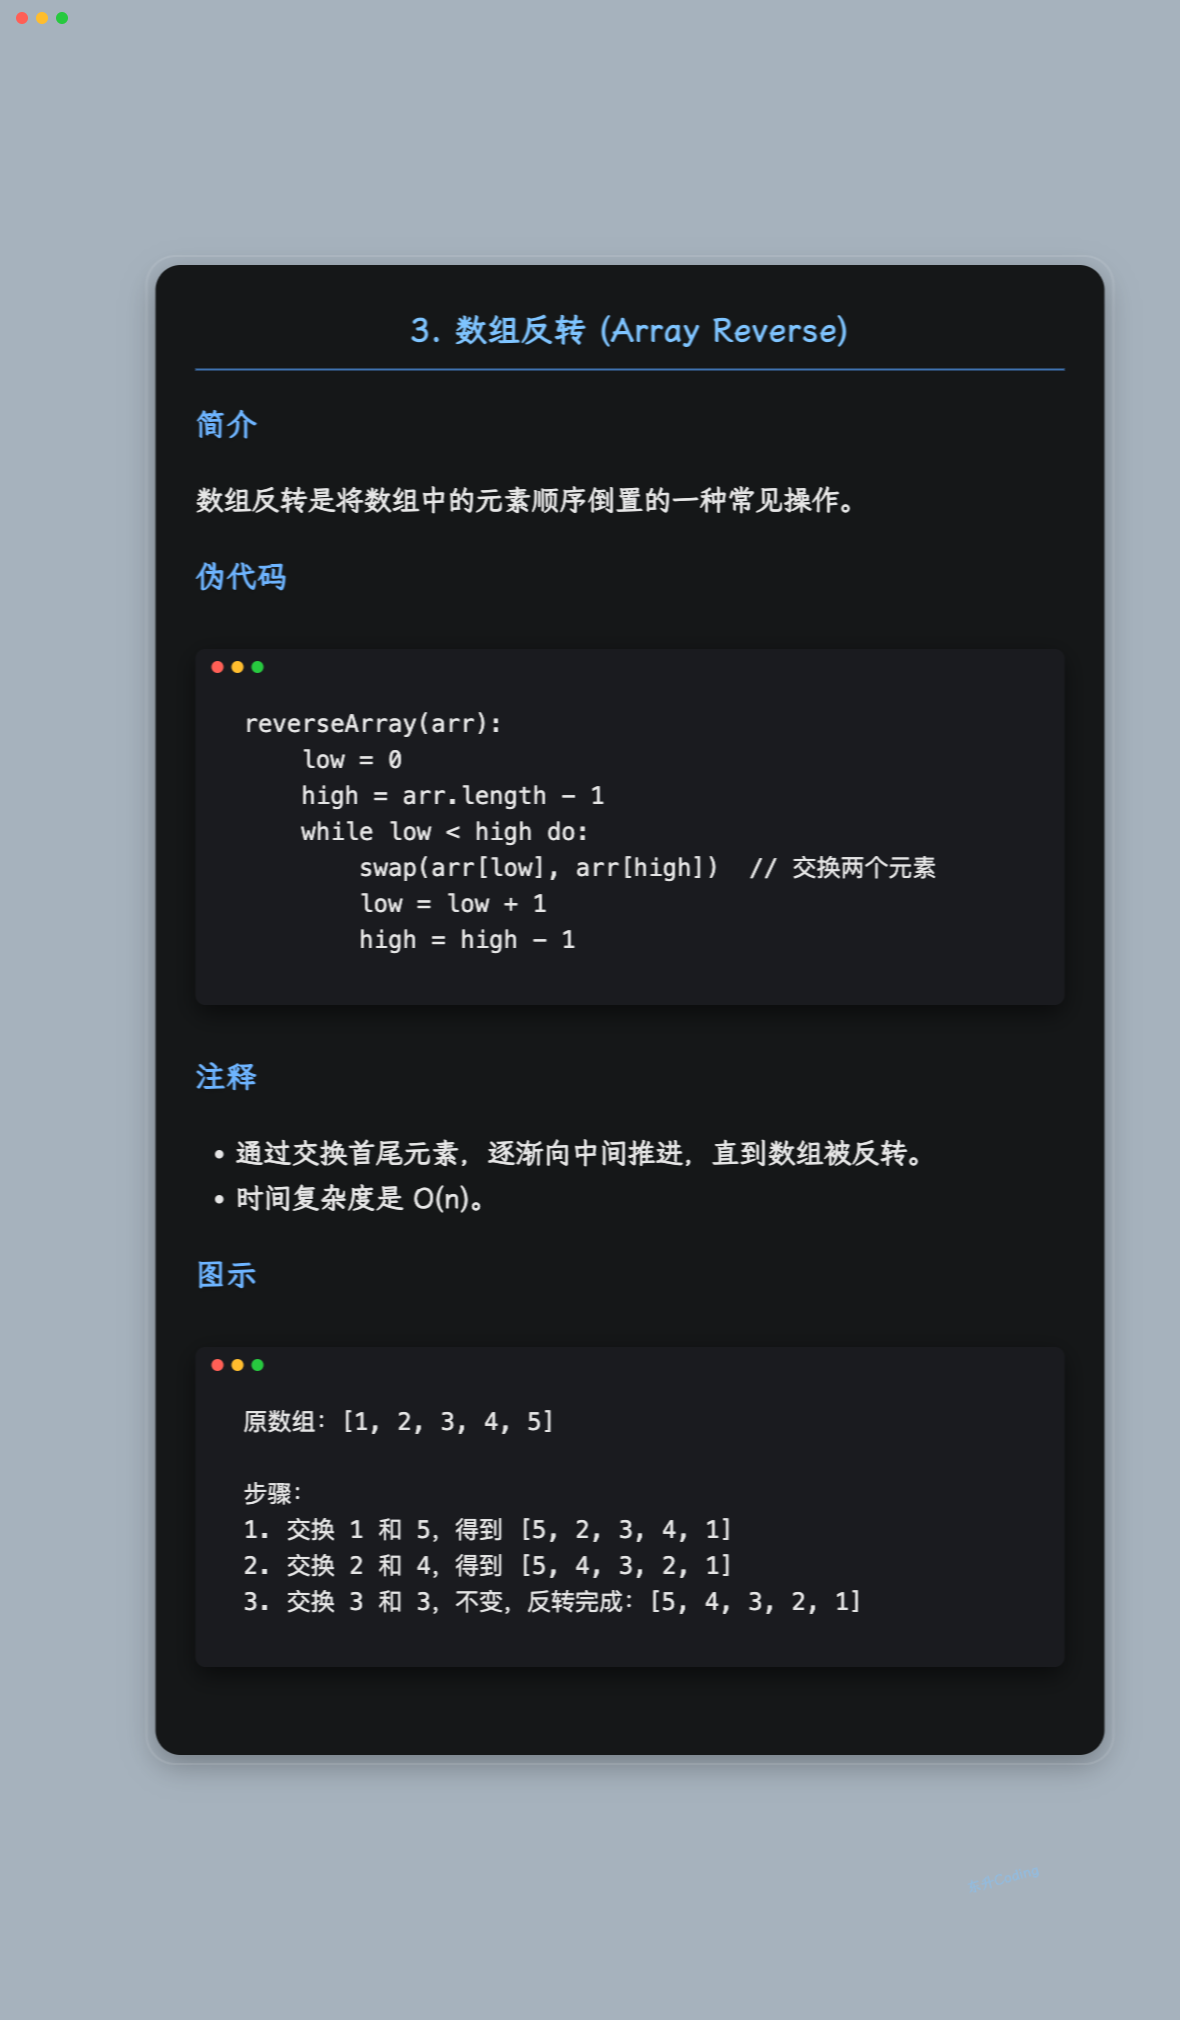 3. 数组反转 (Array Reverse)
简介
数组反转是将数组中的元素顺序倒置的一种常见操作。
伪代码
reverseArray(arr):
    low = 0
    high = arr.length - 1
    while low < high do:
        swap(arr[low], arr[high])  // 交换两个元素
        low = low + 1
        high = high - 1
注释
• 通过交换首尾元素，逐渐向中间推进，直到数组被反转。
• 时间复杂度是 O(n)。
图示
原数组：[1, 2, 3, 4, 5]
步骤：
1. 交换 1 和 5，得到 [5, 2, 3, 4, 1]
2. 交换 2 和 4，得到 [5, 4, 3, 2, 1]
3. 交换 3 和 3，不变，反转完成：[5, 4, 3, 2, 1]